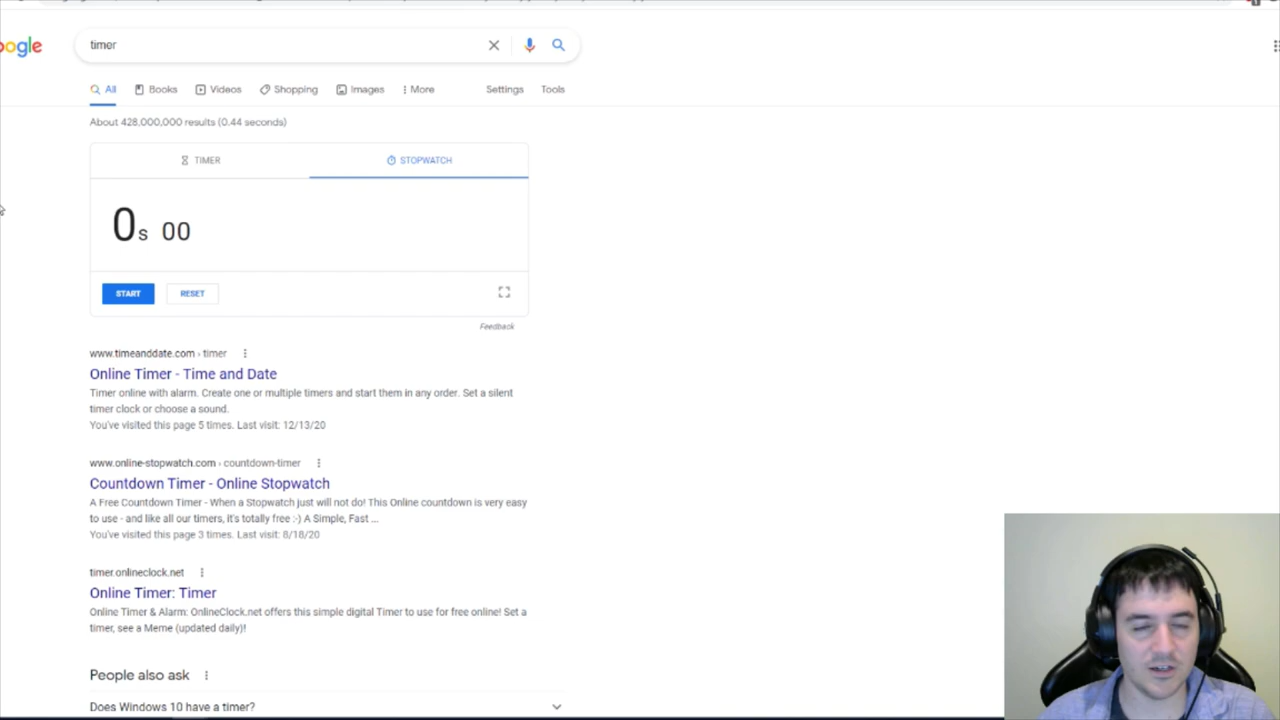 oogle
timer
All Books Videos Shopping Images More Settings Tools
About 428,000,000 results (0.44 seconds)
TIMER STOPWATCH
0s 00
START RESET
Feedback
www.timeanddate.com › timer
Online Timer - Time and Date
Timer online with alarm. Create one or multiple timers and start them in any order. Set a silent
timer clock or choose a sound.
You've visited this page 5 times. Last visit: 12/13/20
www.online-stopwatch.com › countdown-timer
Countdown Timer - Online Stopwatch
A Free Countdown Timer - When a Stopwatch just will not do! This Online countdown is very easy
to use - and like all our timers, it's totally free :-) A Simple, Fast ...
You've visited this page 3 times. Last visit: 8/18/20
timer.onlineclock.net
Online Timer: Timer
Online Timer & Alarm: OnlineClock.net offers this simple digital Timer to use for free online! Set a
timer, see a Meme (updated daily)!
People also ask
Does Windows 10 have a timer?